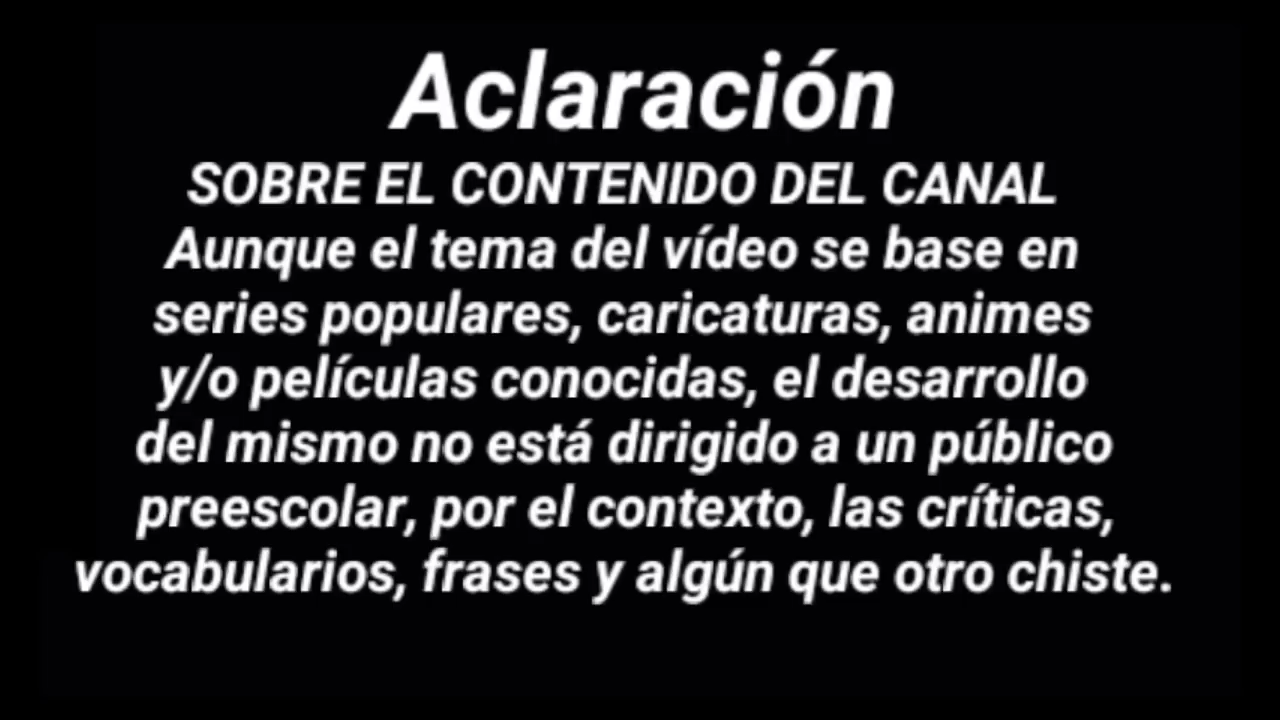 Aclaración
SOBRE EL CONTENIDO DEL CANAL
Aunque el tema del vídeo se base en
series populares, caricaturas, animes
y/o películas conocidas, el desarrollo
del mismo no está dirigido a un público
preescolar, por el contexto, las críticas,
vocabularios, frases y algún que otro chiste.